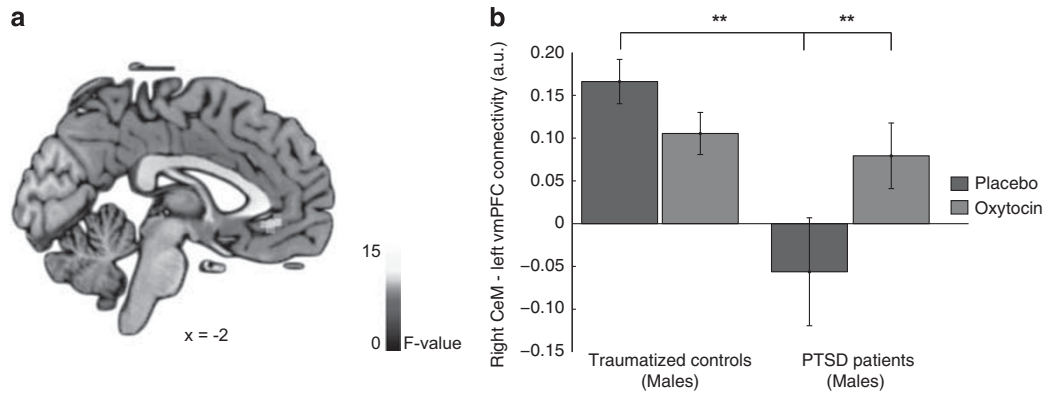 a
x = -2
15
0
F-value
b
** **
Right CeM - left vmPFC connectivity (a.u.)
0.20
0.15
0.10
0.05
0
−0.05
−0.10
−0.15
Traumatized controls
(Males)
PTSD patients
(Males)
Placebo
Oxytocin